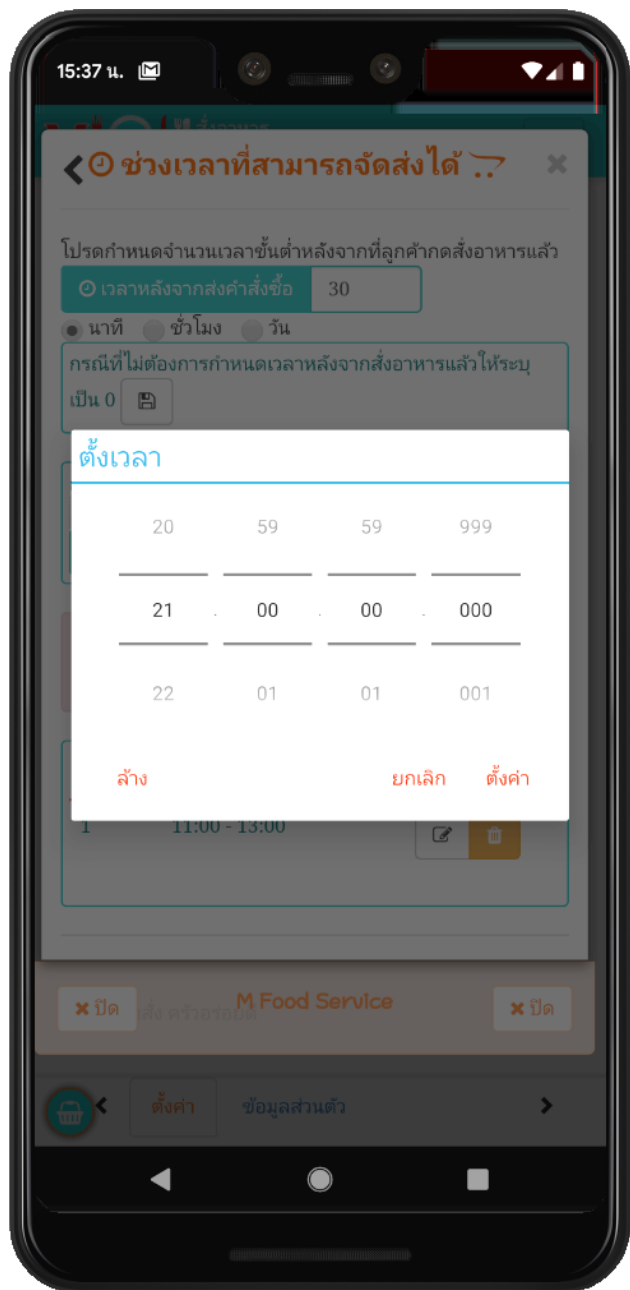 15:37 น.
สั่งอาหาร
ช่วงเวลาที่สามารถจัดส่งได้
โปรดกำหนดจำนวนเวลาขั้นต่ำหลังจากที่ลูกค้ากดสั่งอาหารแล้ว
เวลาหลังจากส่งคำสั่งซื้อ 30
นาที ชั่วโมง วัน
กรณีที่ไม่ต้องการกำหนดเวลาหลังจากสั่งอาหารแล้วให้ระบุ
เป็น 0
ตั้งเวลา
20 59 59 999
21 . 00 . 00 . 000
22 01 01 001
ล้าง ยกเลิก ตั้งค่า
1 11:00 - 13:00
M Food Service
ปิด ปิด
ตั้งค่า ข้อมูลส่วนตัว